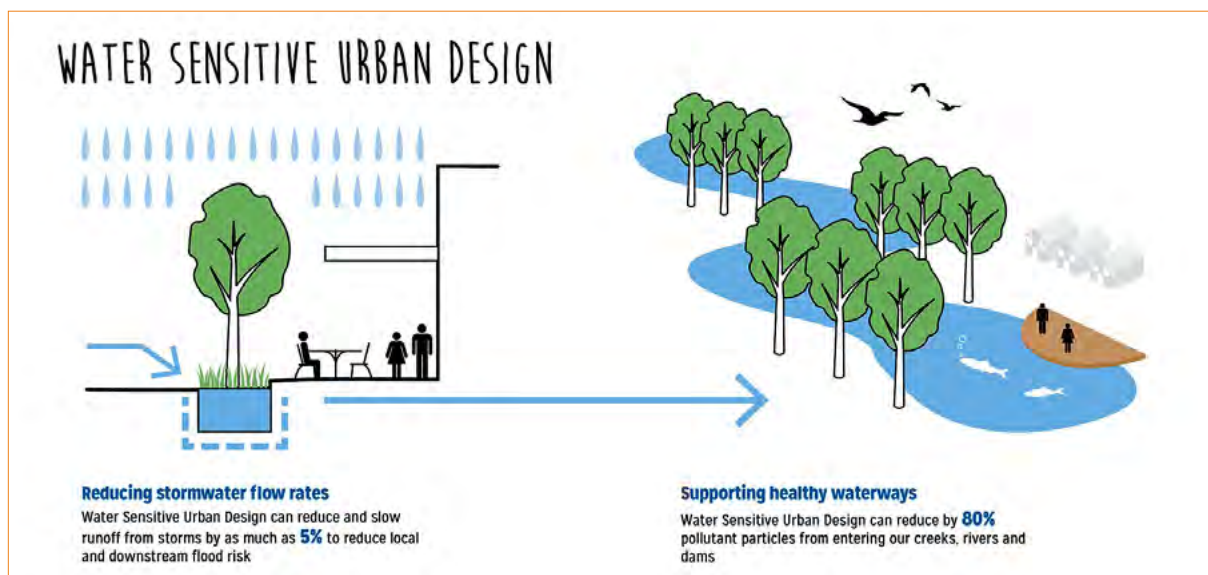 WATER SENSITIVE URBAN DESIGN
Reducing stormwater flow rates
Water Sensitive Urban Design can reduce and slow
runoff from storms by as much as 5% to reduce local
and downstream flood risk
Supporting healthy waterways
Water Sensitive Urban Design can reduce by 80%
pollutant particles from entering our creeks, rivers and
dams